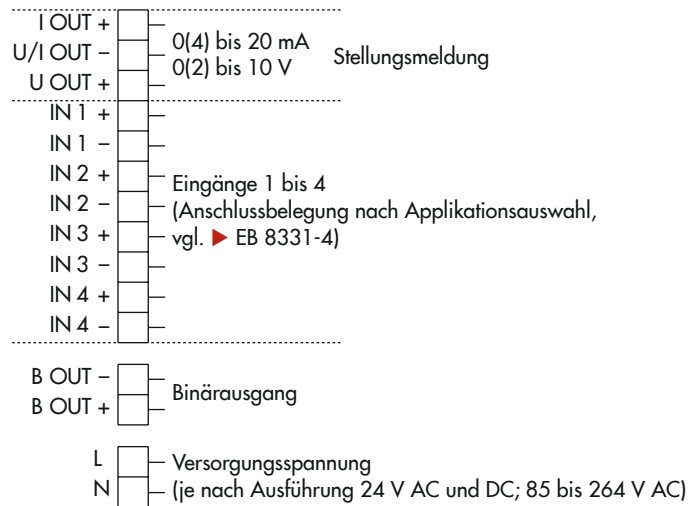 I OUT +
U/I OUT –
U OUT +
0(4) bis 20 mA
0(2) bis 10 V
Stellungsmeldung
IN 1 +
IN 1 –
IN 2 +
IN 2 –
IN 3 +
IN 3 –
IN 4 +
IN 4 –
Eingänge 1 bis 4
(Anschlussbelegung nach Applikationsauswahl,
vgl. ▶ EB 8331-4)
B OUT –
B OUT +
Binärausgang
L
N
Versorgungsspannung
(je nach Ausführung 24 V AC und DC; 85 bis 264 V AC)